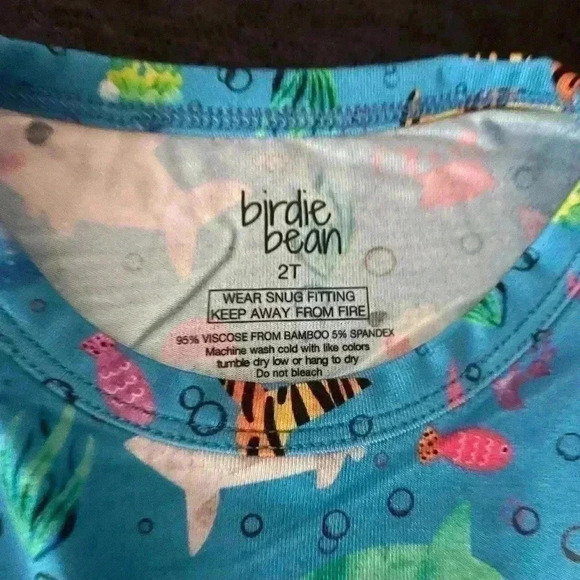 birdie
bean
2T
WEAR SNUG FITTING
KEEP AWAY FROM FIRE
95% VISCOSE FROM BAMBOO 5% SPANDEX
Machine wash cold with like colors
tumble dry low or hang to dry
Do not bleach